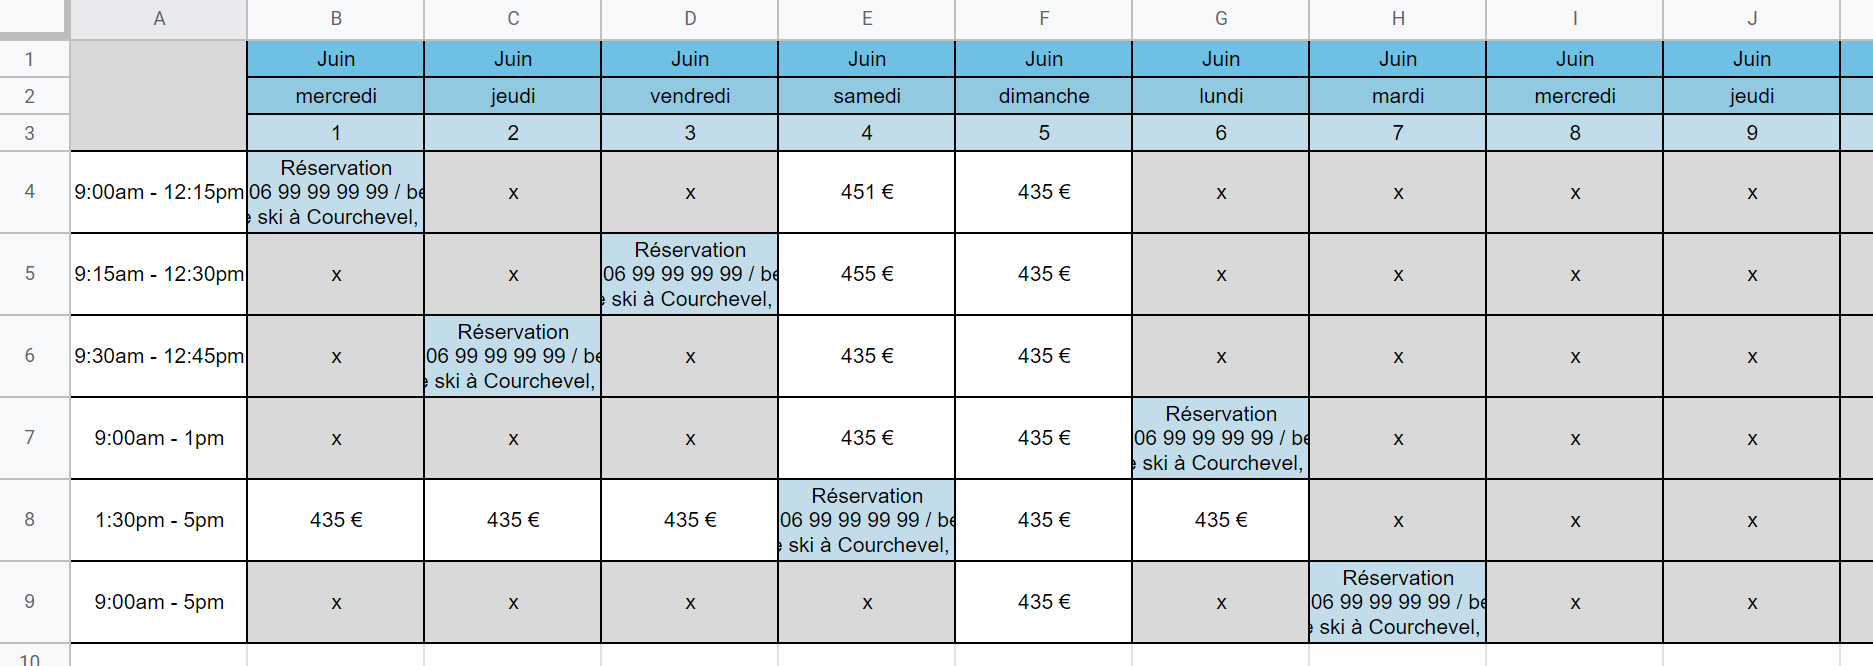 A B C D E F G H I J
1 Juin Juin Juin Juin Juin Juin Juin Juin Juin
2 mercredi jeudi vendredi samedi dimanche lundi mardi mercredi jeudi
3 1 2 3 4 5 6 7 8 9
4 9:00am - 12:15pm Réservation x x 451 € 435 € x x x x
06 99 99 99 99 / be
ski à Courchevel,
5 9:15am - 12:30pm x x Réservation 455 € 435 € x x x x
06 99 99 99 99 / be
ski à Courchevel,
6 9:30am - 12:45pm x Réservation x 435 € 435 € x x x x
06 99 99 99 99 / be
ski à Courchevel,
7 9:00am - 1pm x x x 435 € 435 € Réservation x x x
06 99 99 99 99 / be
ski à Courchevel,
8 1:30pm - 5pm 435 € 435 € 435 € Réservation 435 € 435 € x x x
06 99 99 99 99 / be
ski à Courchevel,
9 9:00am - 5pm x x x x 435 € x Réservation x x
06 99 99 99 99 / be
ski à Courchevel,
10